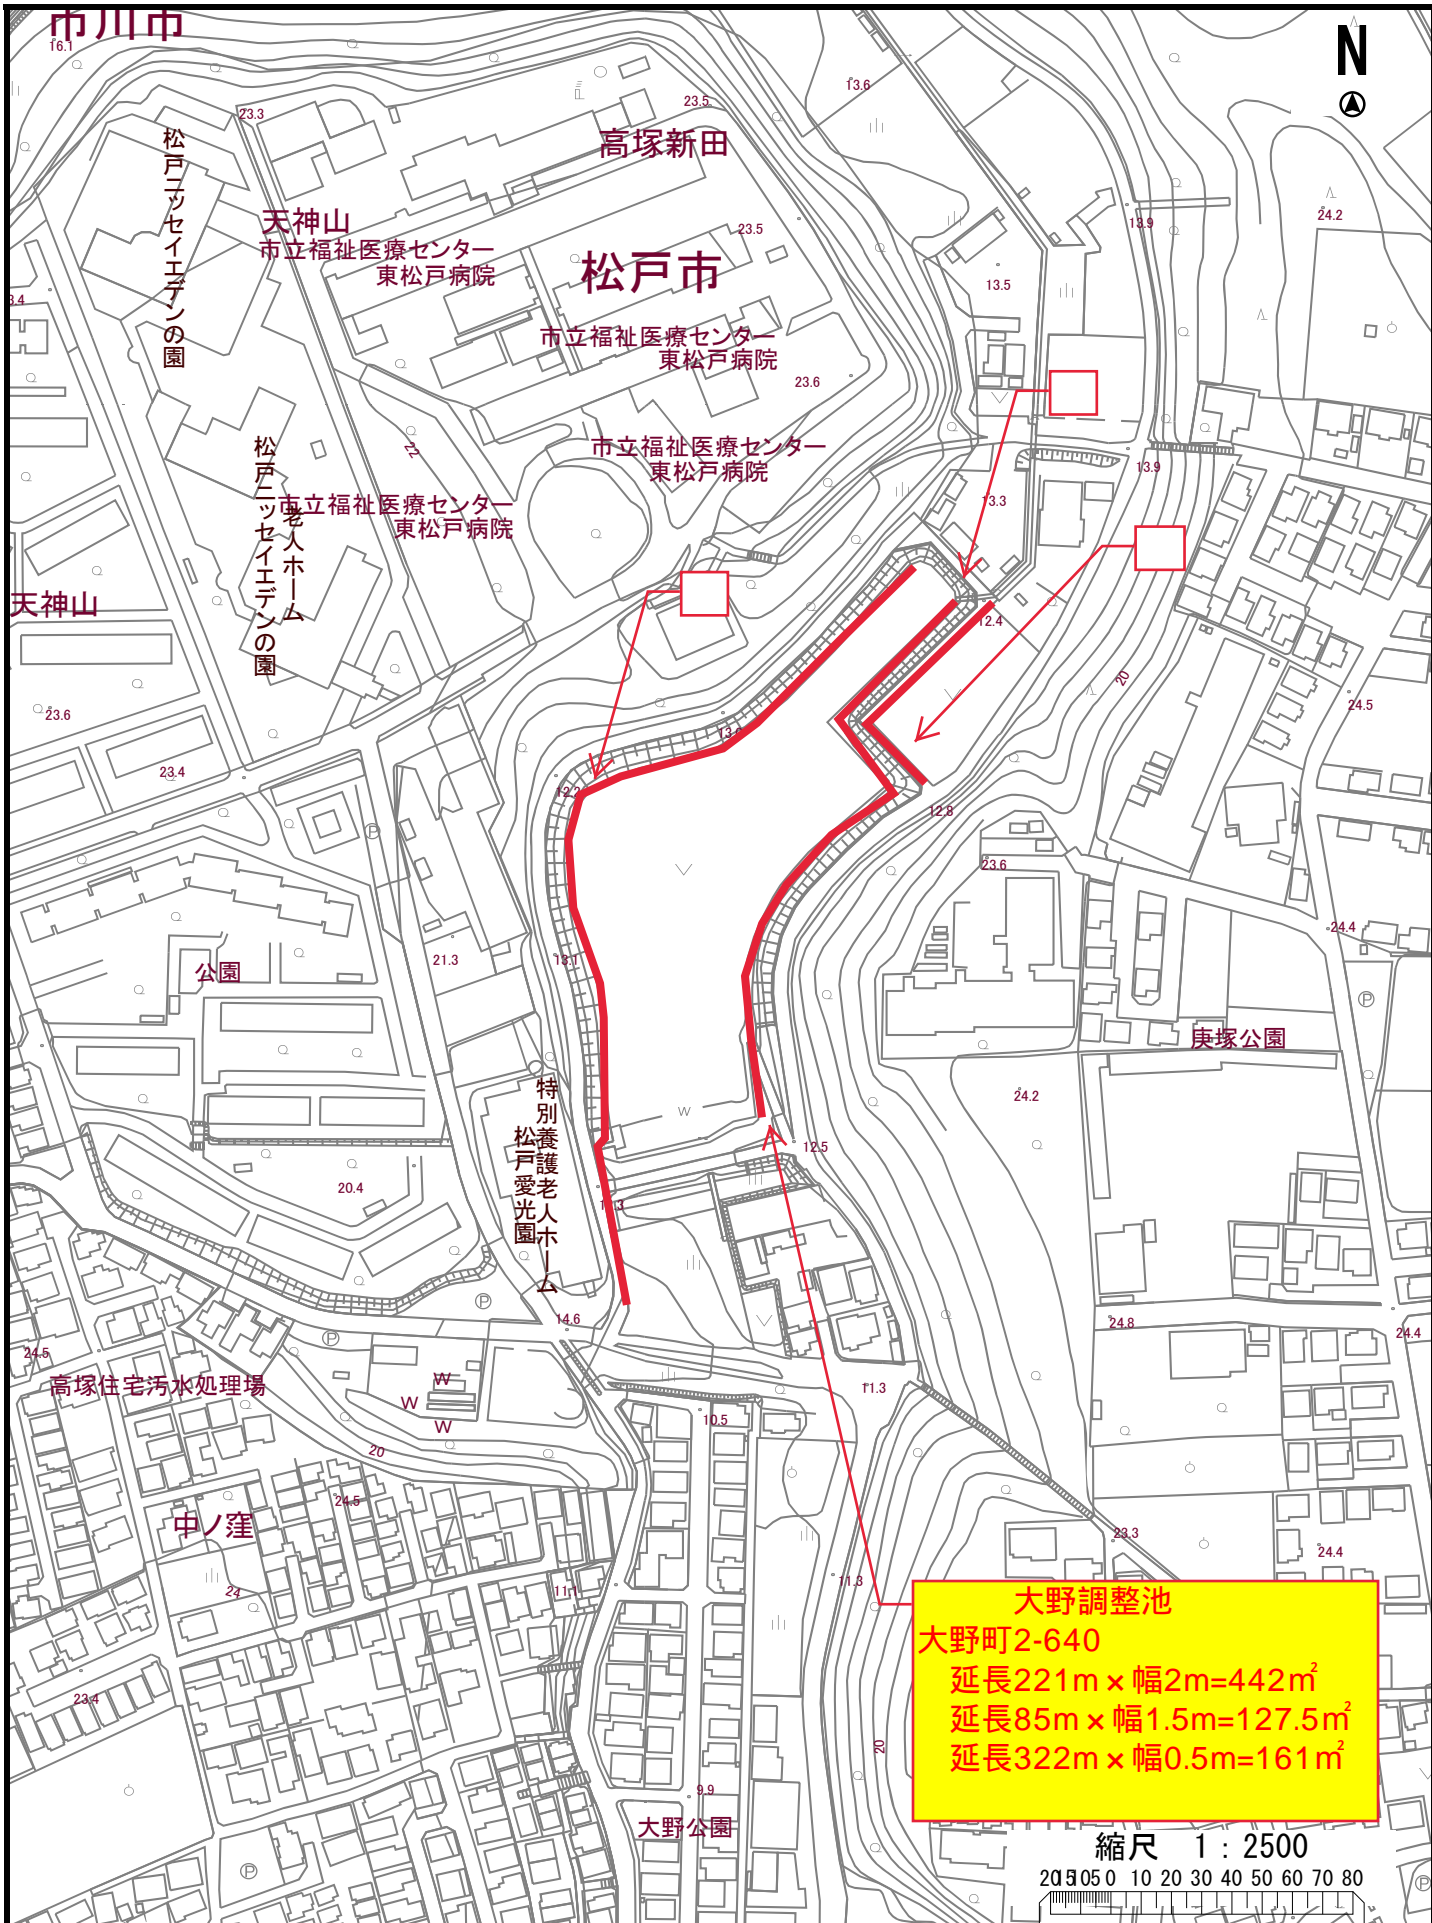 市川市
16.1
N
23.3
23.5
13.6
高塚新田
松戸ニッセイエデンの園
天神山
市立福祉医療センター
東松戸病院
23.5
13.9
24.2
松戸市
13.5
3.4
市立福祉医療センター
東松戸病院
23.6
22
市立福祉医療センター
東松戸病院
松戸ニッセイエデンの園
老人ホーム
市立福祉医療センター
東松戸病院
13.9
13.3
天神山
12.4
20
23.6
24.5
13.0
23.4
12.2
12.8
P
23.6
24.4
公園
21.3
13.1
P
庚塚公園
特別養護老人ホーム
松戸愛光園
24.2
W
12.5
20.4
P
14.6
24.8
24.4
P
24.5
高塚住宅汚水処理場
W
W
W
11.3
10.5
20
24.5
中ノ窪
23.3
24.4
24
11.1
11.3
大野調整池
大野町2-640
延長221m×幅2m=442㎡
延長85m×幅1.5m=127.5㎡
延長322m×幅0.5m=161㎡
23.4
20
9.9
大野公園
縮尺 1:2500
20 15 10 5 0 10 20 30 40 50 60 70 80
P
P